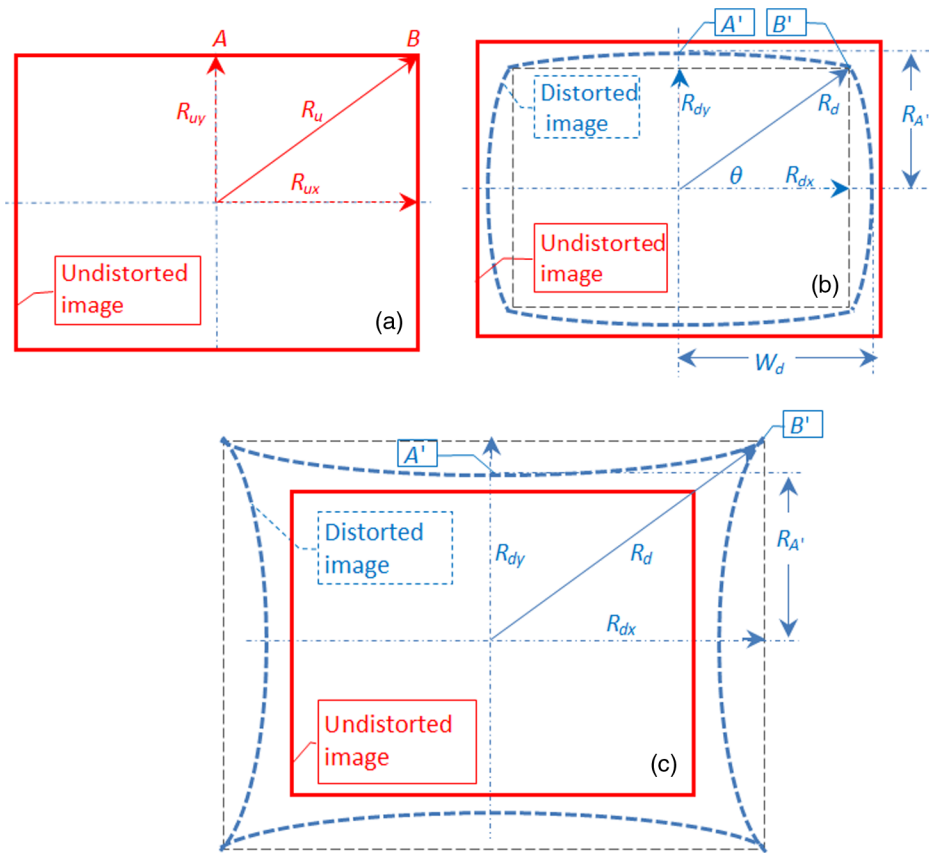 A
B
R_uy
R_u
R_ux
Undistorted
image
(a)
A'
B'
Distorted
image
R_dy
R_d
R_A'
θ
R_dx
Undistorted
image
(b)
W_d
B'
A'
Distorted
image
R_dy
R_d
R_A'
R_dx
Undistorted
image
(c)